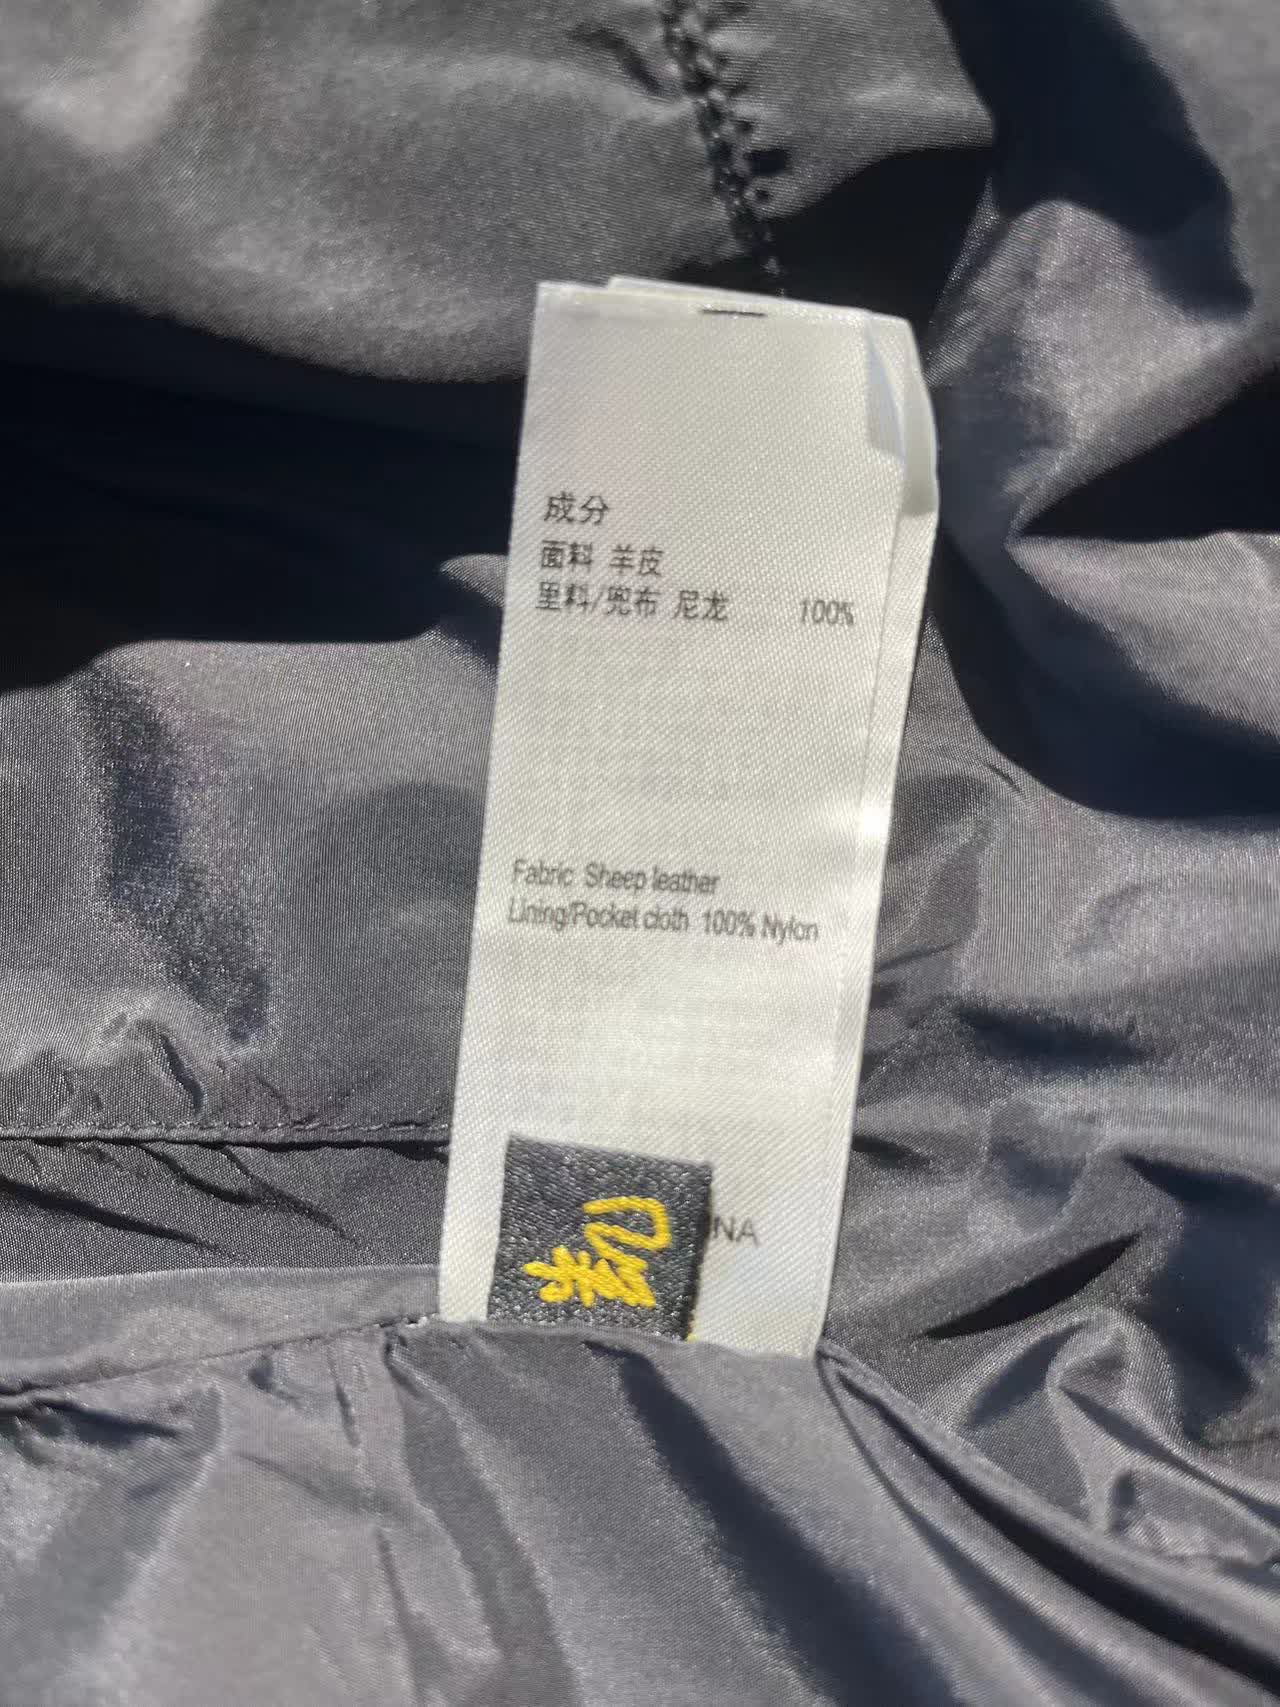 成分
面料 羊皮
里料/兜布 尼龙 100%
Fabric Sheep leather
Lining/Pocket cloth 100% Nylon
NA